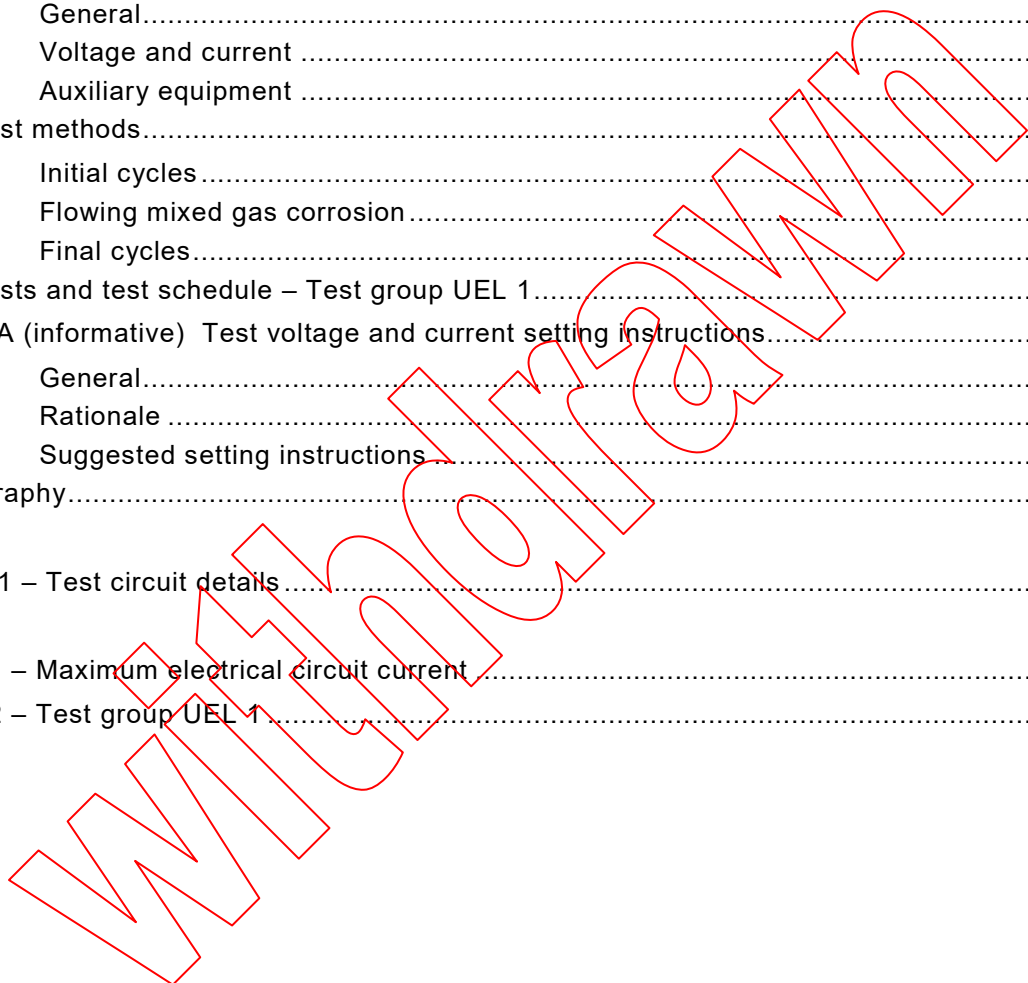 General
Voltage and current
Auxiliary equipment
st methods
Initial cycles
Flowing mixed gas corrosion
Final cycles
sts and test schedule – Test group UEL 1
A (informative) Test voltage and current setting instructions
General
Rationale
Suggested setting instructions
raphy
1 – Test circuit details
– Maximum electrical circuit current
2 – Test group UEL 1
withdrawn